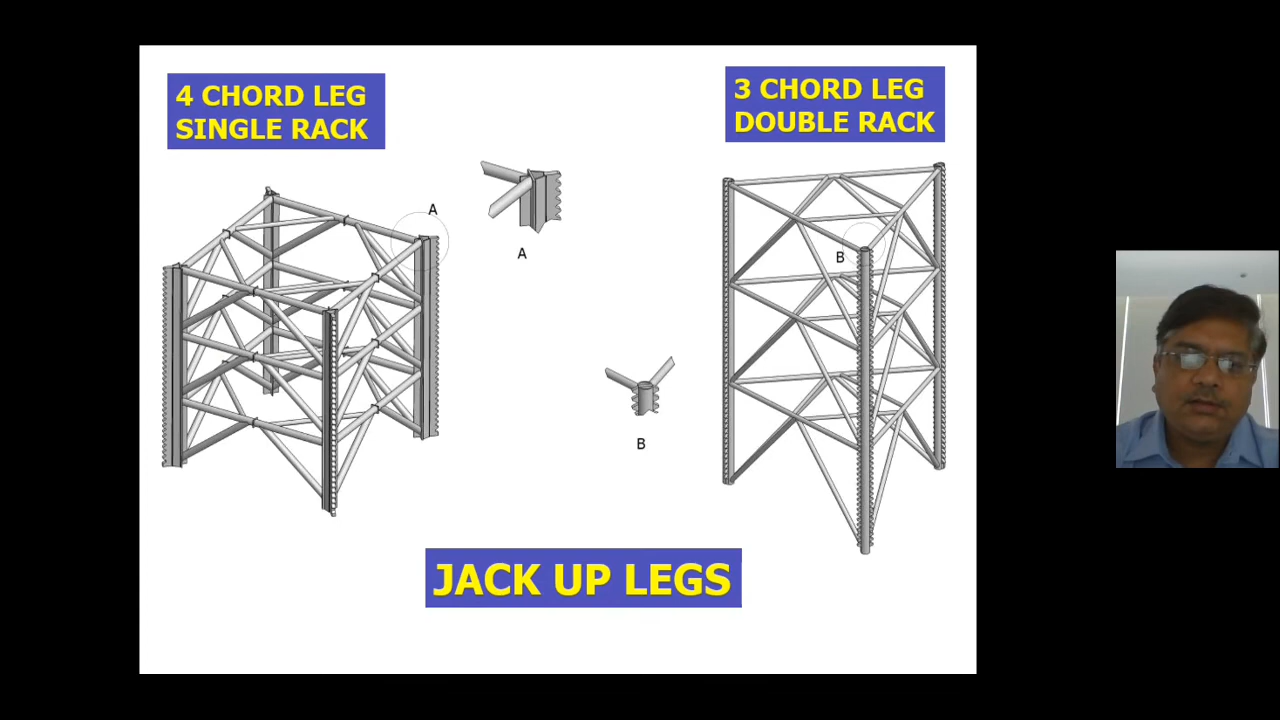 4 CHORD LEG
SINGLE RACK
3 CHORD LEG
DOUBLE RACK
A
A
B
B
JACK UP LEGS